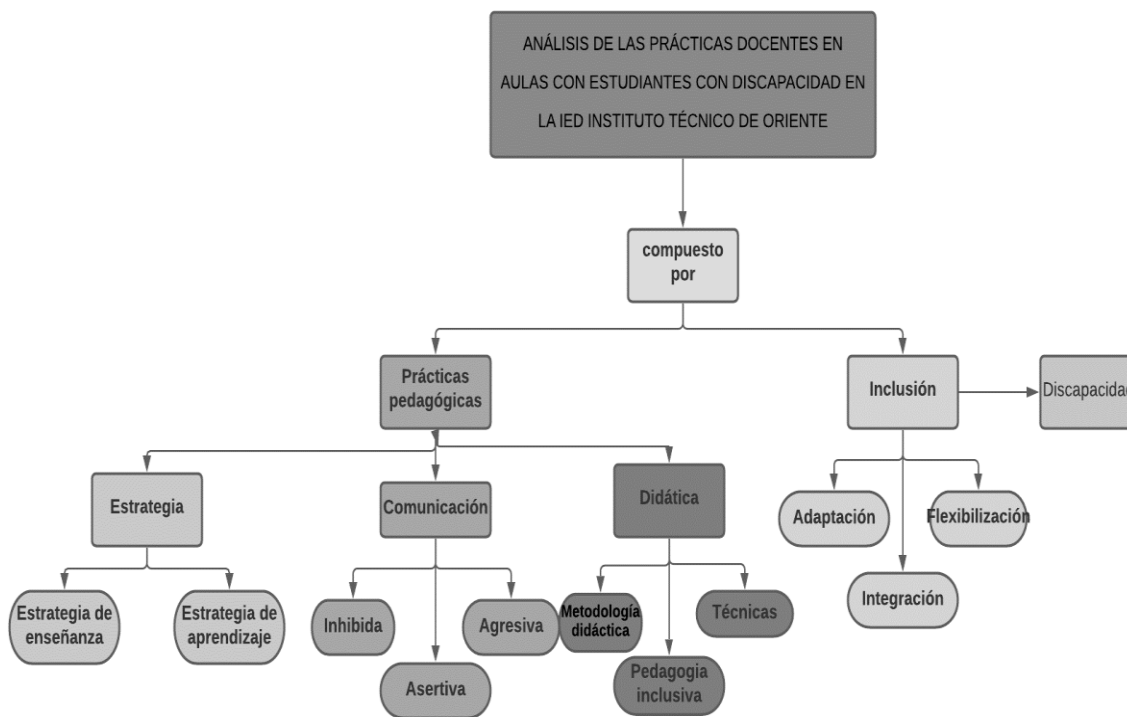 ANÁLISIS DE LAS PRÁCTICAS DOCENTES EN
AULAS CON ESTUDIANTES CON DISCAPACIDAD EN
LA IED INSTITUTO TÉCNICO DE ORIENTE
compuesto
por
Prácticas
pedagógicas
Inclusión
Discapacidad
Estrategia
Comunicación
Didática
Adaptación
Flexibilización
Integración
Estrategia de
enseñanza
Estrategia de
aprendizaje
Inhibida
Agresiva
Asertiva
Metodología
didáctica
Técnicas
Pedagogia
inclusiva